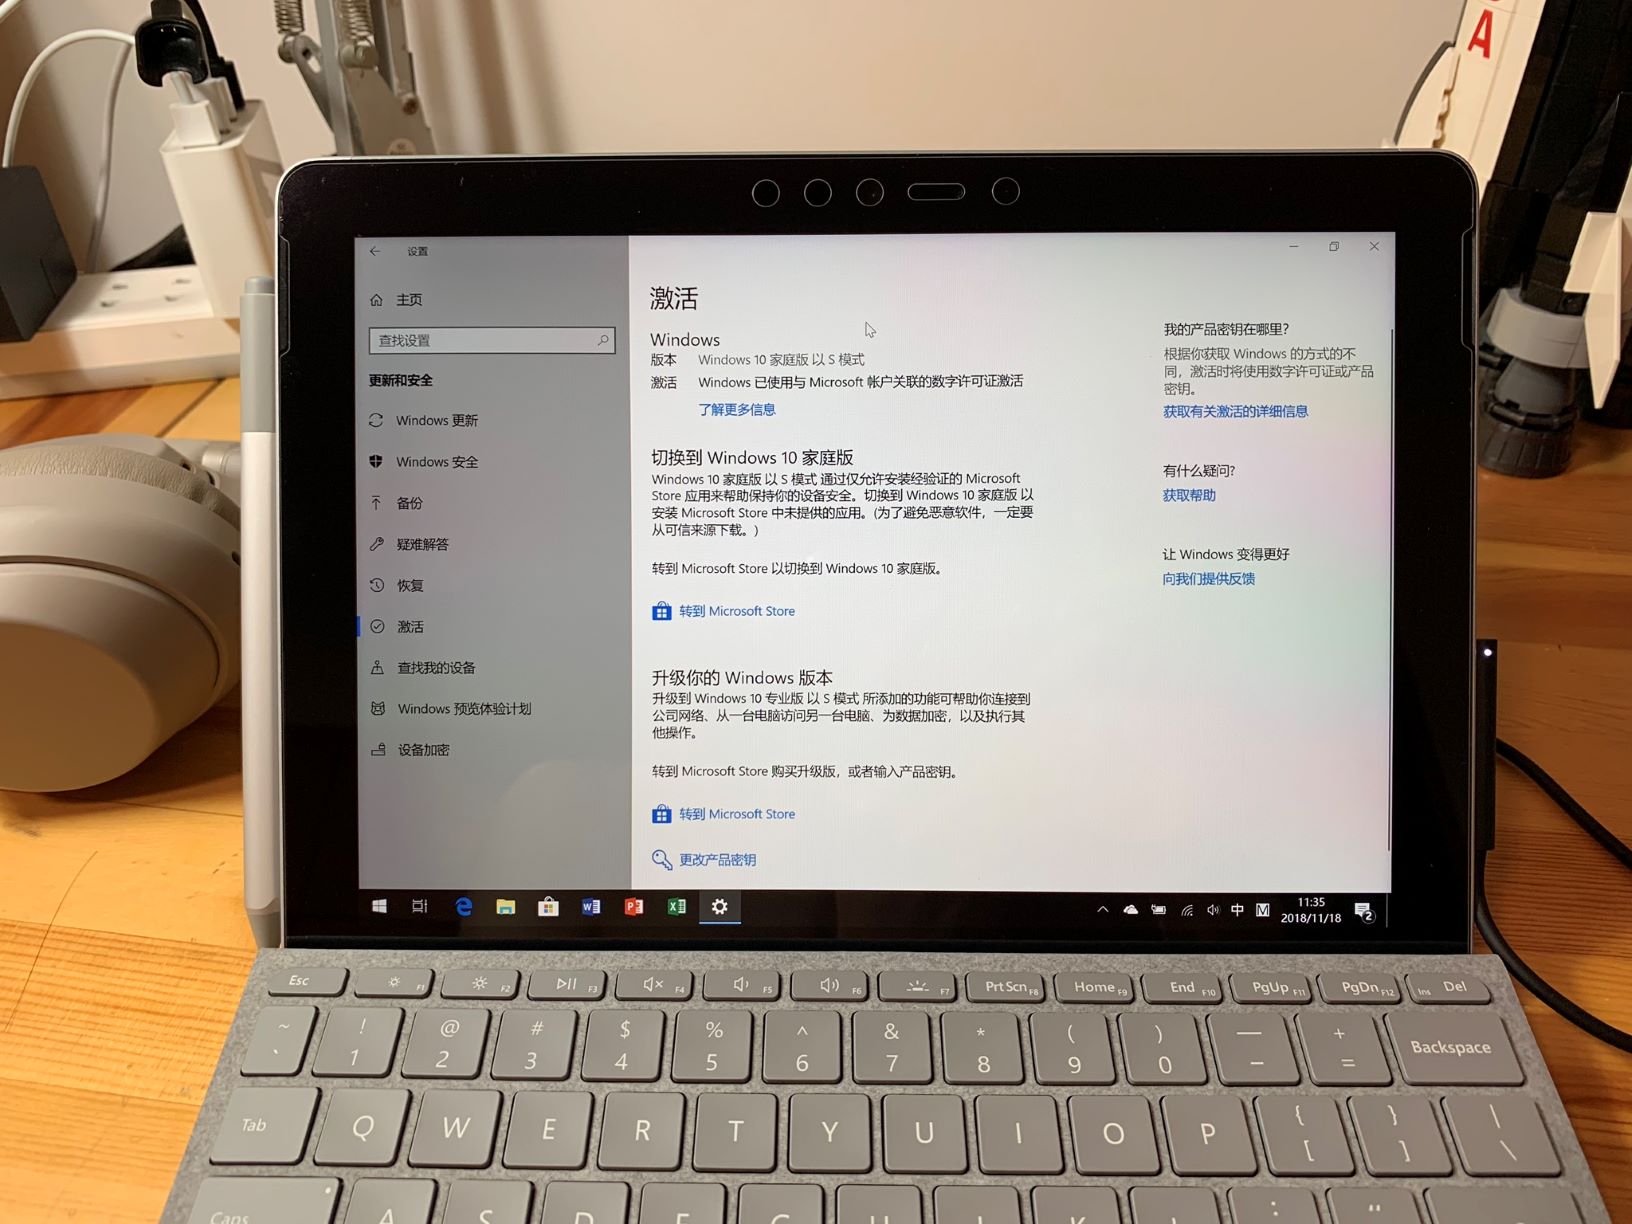 A
设置
主页
查找设置
更新和安全
Windows 更新
Windows 安全
备份
疑难解答
恢复
激活
查找我的设备
Windows 预览体验计划
设备加密
激活
Windows
版本 Windows 10 家庭版 以 S 模式
激活 Windows 已使用与 Microsoft 帐户关联的数字许可证激活
了解更多信息
切换到 Windows 10 家庭版
Windows 10 家庭版 以 S 模式 通过仅允许安装经验证的 Microsoft
Store 应用来帮助保持你的设备安全。切换到 Windows 10 家庭版 以
安装 Microsoft Store 中未提供的应用。(为了避免恶意软件，一定要
从可信来源下载。)
转到 Microsoft Store 以切换到 Windows 10 家庭版。
转到 Microsoft Store
升级你的 Windows 版本
升级到 Windows 10 专业版 以 S 模式 所添加的功能可帮助你连接到
公司网络、从一台电脑访问另一台电脑、为数据加密，以及执行其
他操作。
转到 Microsoft Store 购买升级版，或者输入产品密钥。
转到 Microsoft Store
更改产品密钥
我的产品密钥在哪里?
根据你获取 Windows 的方式的不
同，激活时将使用数字许可证或产品
密钥。
获取有关激活的详细信息
有什么疑问?
获取帮助
让 Windows 变得更好
向我们提供反馈
中 M 11:35
2018/11/18 2
Esc F1 F2 F3 F4 F5 F6 F7 PrtScn F8 Home F9 End F10 PgUp F11 PgDn F12 Ins Del
~ ! @ # $ % ^ & * ( ) — +
` 1 2 3 4 5 6 7 8 9 0 - = Backspace
Tab Q W E R T Y U I O P { [ } ] | \
Caps A S D F